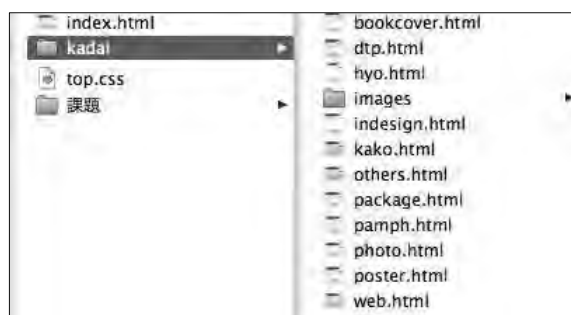 index.html
kadai
top.css
課題
bookcover.html
dtp.html
hyo.html
images
indesign.html
kako.html
others.html
package.html
pamph.html
photo.html
poster.html
web.html